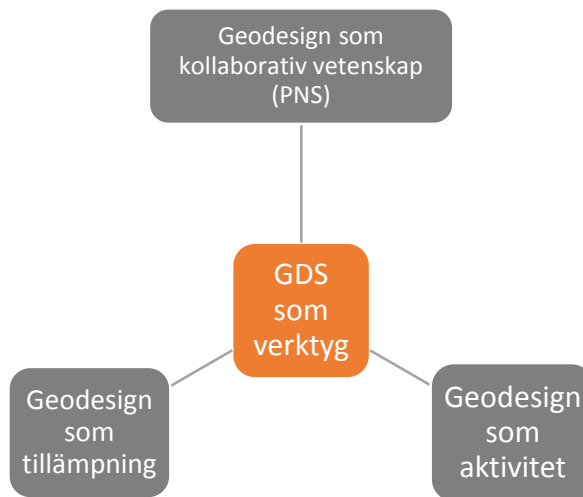 Geodesign som
kollaborativ vetenskap
(PNS)
GDS
som
verktyg
Geodesign
som
tillämpning
Geodesign
som
aktivitet